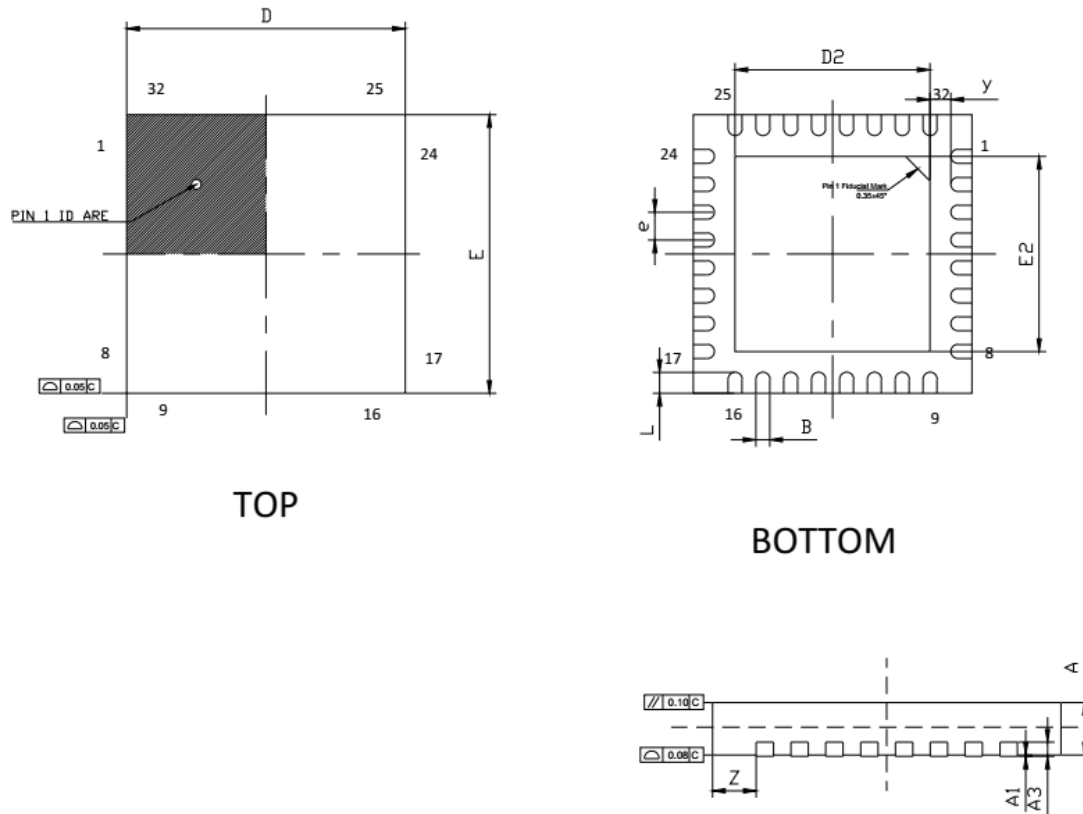 D
32 25
1
24
PIN 1 ID ARE
E
8
17
0.05 C
9
16
0.05 C
TOP
D2
25
32
y
24
1
Pin 1 Fiducial Mark
0.35x45°
e
E2
17
8
L
16
B
9
BOTTOM
A
// 0.10 C
0.08 C
Z
A1
A3